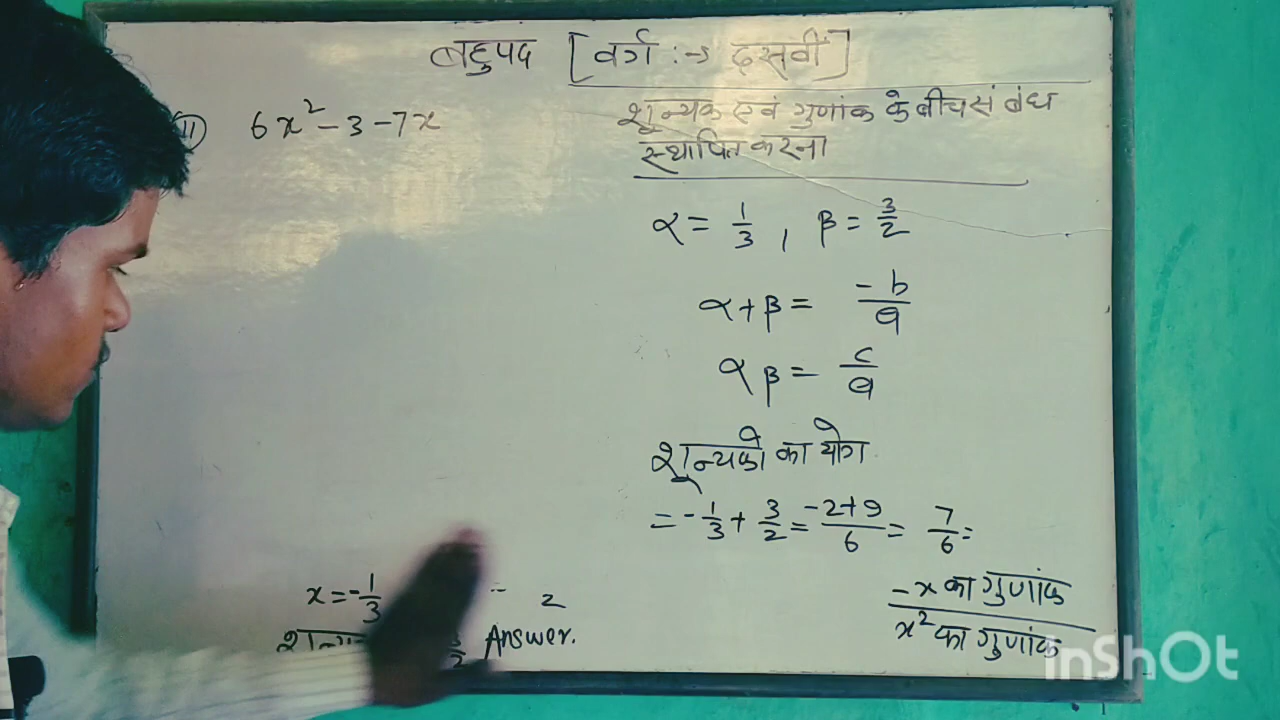 बहुपद [वर्ग :-> दसवीं]
II) 6x² - 3 - 7x
शून्यक एवं गुणांक के बीच संबंध
स्थापित करना
α = 1/3 , β = 3/2
α + β = -b/a
αβ = c/a
शून्यको का योग
= -1/3 + 3/2 = -2+9/6 = 7/6 =
-x का गुणांक / x² का गुणांक
x = -1/3 2
Answer.
InShOt